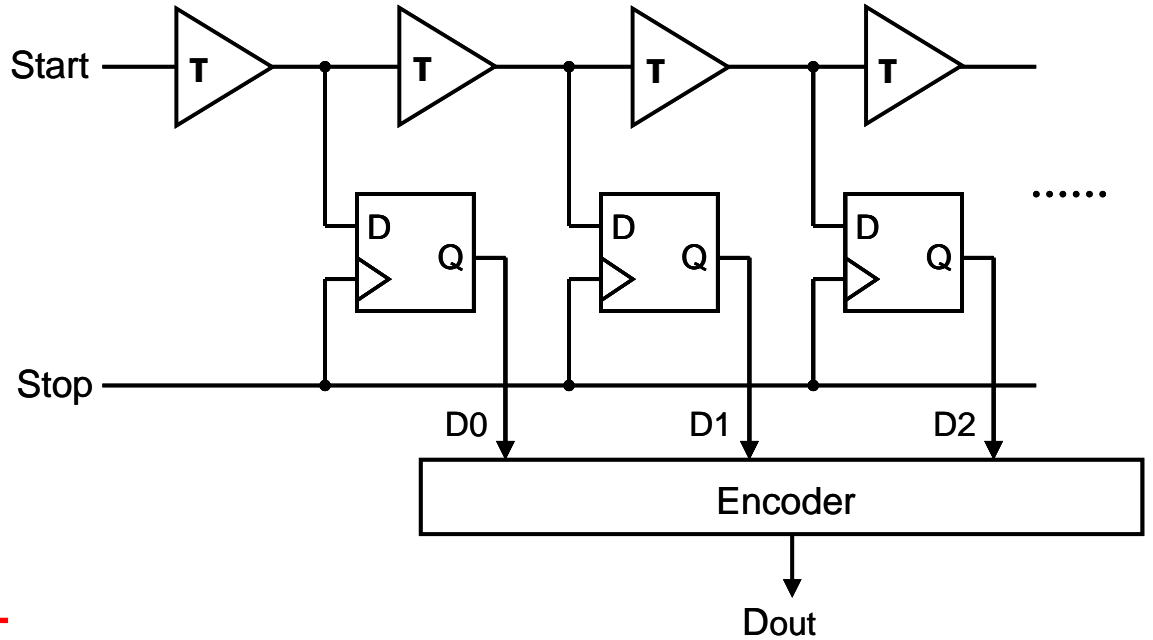 Start
T
T
T
T
D
Q
D
Q
D
Q
......
Stop
D0
D1
D2
Encoder
Dout